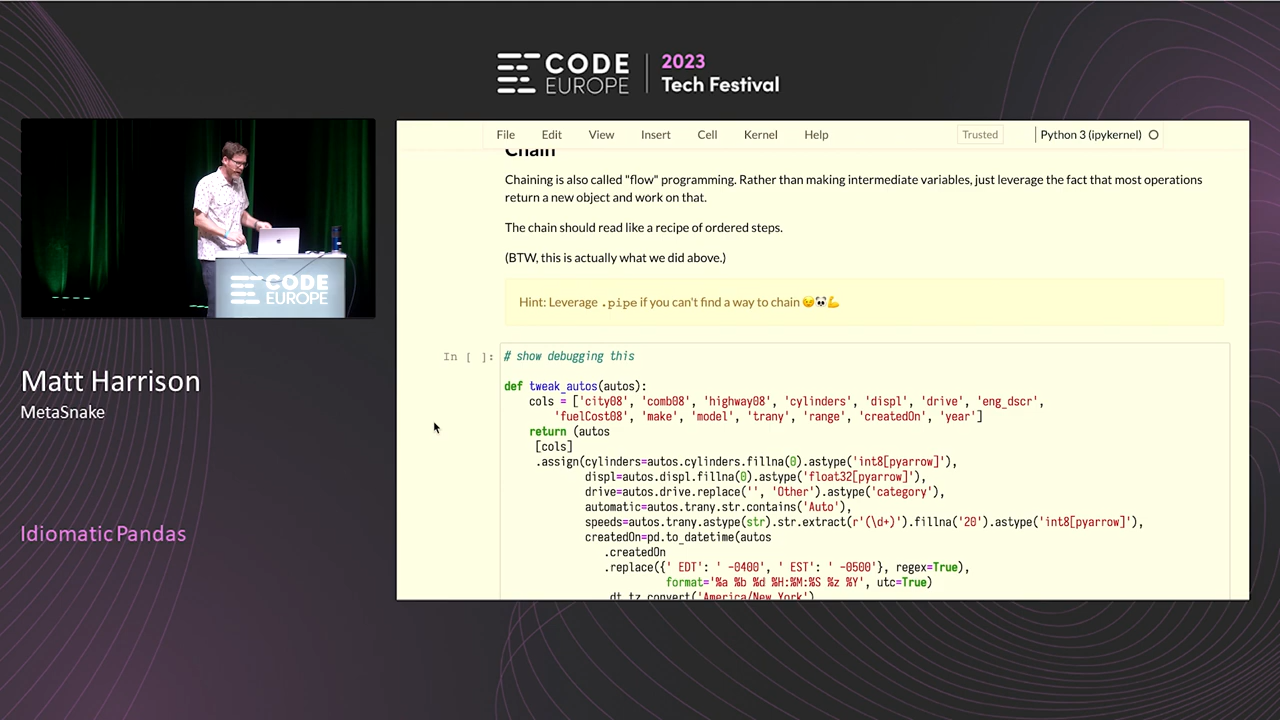 CODE EUROPE
2023
Tech Festival
File Edit View Insert Cell Kernel Help Trusted Python 3 (ipykernel)
Chain
Chaining is also called "flow" programming. Rather than making intermediate variables, just leverage the fact that most operations
return a new object and work on that.
The chain should read like a recipe of ordered steps.
(BTW, this is actually what we did above.)
Hint: Leverage .pipe if you can't find a way to chain 😉🐼💪
In [ ]:
# show debugging this
def tweak_autos(autos):
    cols = ['city08', 'comb08', 'highway08', 'cylinders', 'displ', 'drive', 'eng_dscr',
        'fuelCost08', 'make', 'model', 'trany', 'range', 'createdOn', 'year']
    return (autos
     [cols]
     .assign(cylinders=autos.cylinders.fillna(0).astype('int8[pyarrow]'),
             displ=autos.displ.fillna(0).astype('float32[pyarrow]'),
             drive=autos.drive.replace('', 'Other').astype('category'),
             automatic=autos.trany.str.contains('Auto'),
             speeds=autos.trany.astype(str).str.extract(r'(\d+)').fillna('20').astype('int8[pyarrow]'),
             createdOn=pd.to_datetime(autos
                .createdOn
                .replace({' EDT': ' -0400', ' EST': ' -0500'}, regex=True),
                          format='%a %b %d %H:%M:%S %z %Y', utc=True)
                 .dt.tz_convert('America/New_York')
CODE
EUROPE
Matt Harrison
MetaSnake
Idiomatic Pandas